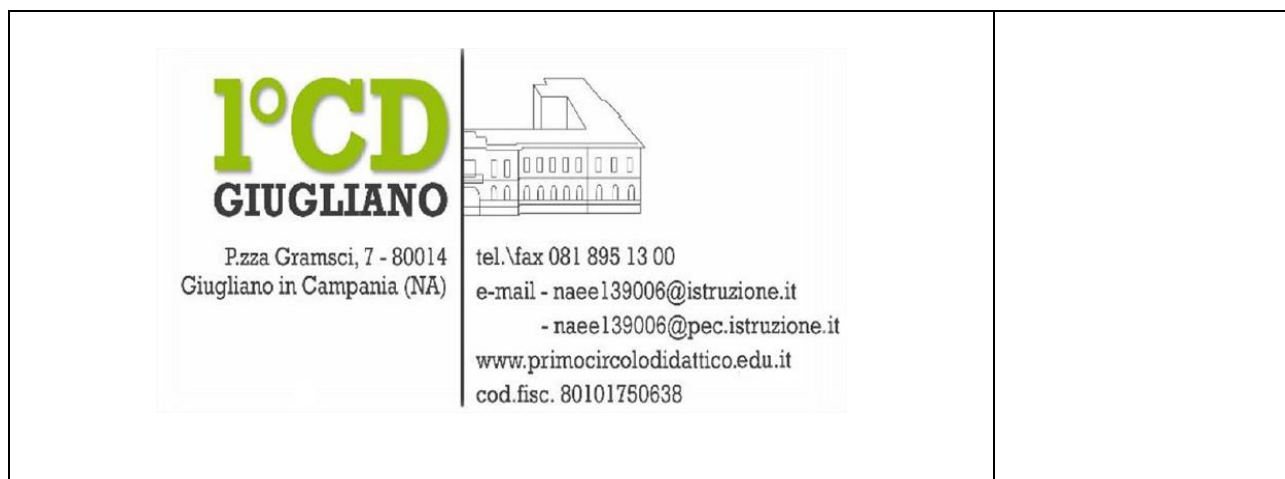 1°CD
GIUGLIANO
P.zza Gramsci, 7 - 80014
Giugliano in Campania (NA)
tel.\fax 081 895 13 00
e-mail - naee139006@istruzione.it
- naee139006@pec.istruzione.it
www.primocircolodidattico.edu.it
cod.fisc. 80101750638